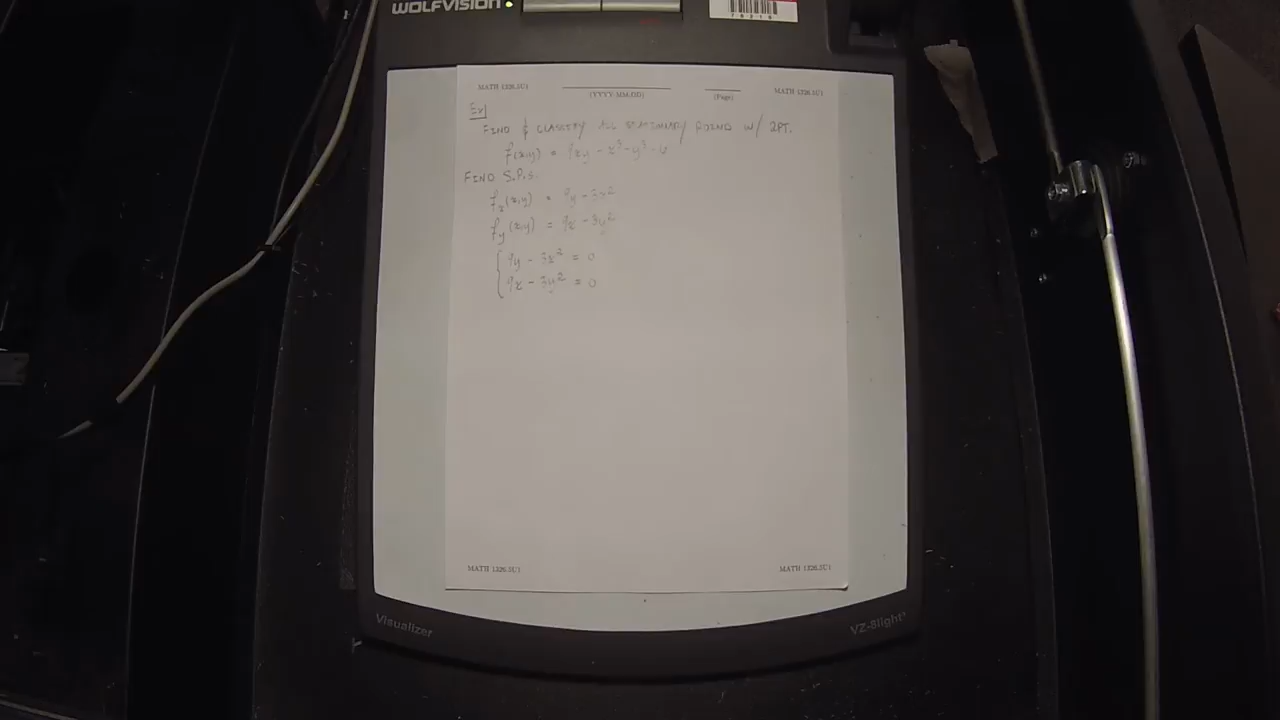 WOLFVISION
76216
MATH 1326.3U1 (YYYY-MM-DD) (Page) MATH 1326.3U1
Ex
FIND & CLASSIFY ALL STATIONARY POINTS W/ 2PT.
f(x,y) = 9xy - x³ - y³ - 6
FIND S.P.s.
fx(x,y) = 9y - 3x²
fy(x,y) = 9x - 3y²
9y - 3x² = 0
9x - 3y² = 0
MATH 1326.3U1 MATH 1326.3U1
Visualizer VZ-8light³